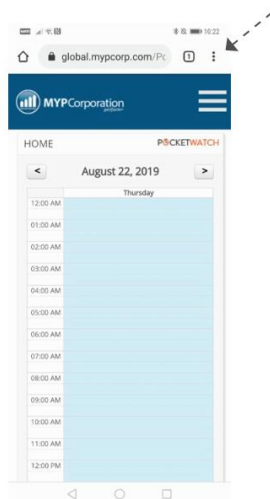 10:22
global.mypcorp.com/Pc
1
MYPCorporation
HOME
POCKETWATCH
<
August 22, 2019
>
Thursday
12:00 AM
01:00 AM
02:00 AM
03:00 AM
04:00 AM
05:00 AM
06:00 AM
07:00 AM
08:00 AM
09:00 AM
10:00 AM
11:00 AM
12:00 PM